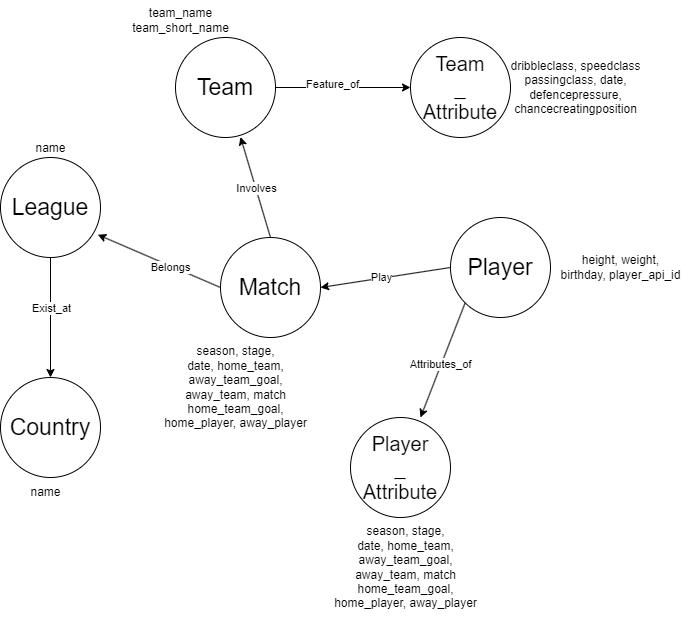 team_name
team_short_name
Team
Feature_of
Team
_
Attribute
dribbleclass, speedclass
passingclass, date,
defencepressure,
chancecreatingposition
name
League
Involves
Belongs
Match
Play
Player
height, weight,
birthday, player_api_id
Exist_at
season, stage,
date, home_team,
away_team_goal,
away_team, match
home_team_goal,
home_player, away_player
Attributes_of
Country
name
Player
_
Attribute
season, stage,
date, home_team,
away_team_goal,
away_team, match
home_team_goal,
home_player, away_player